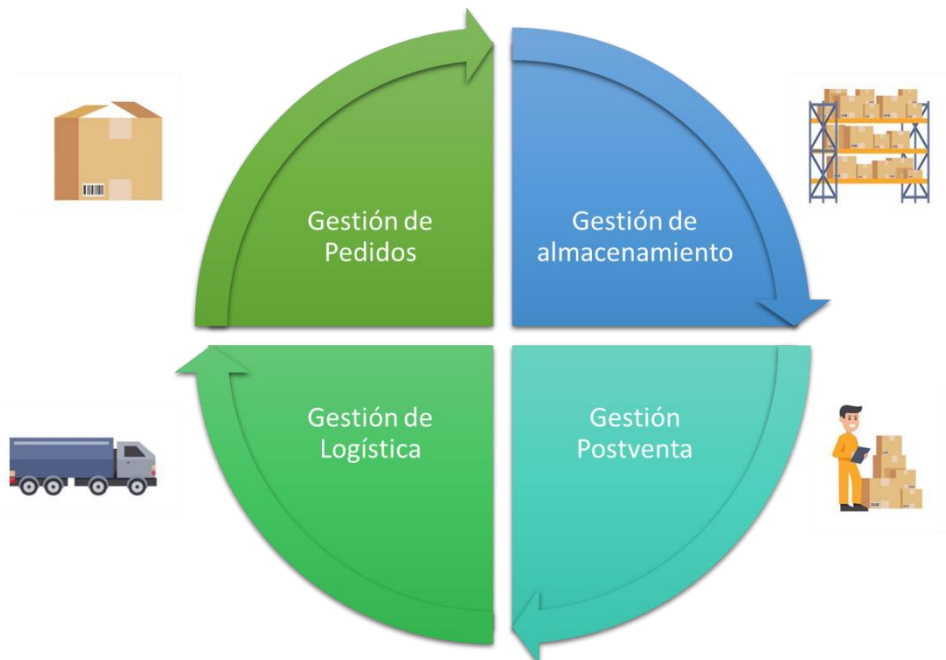 Gestión de
Pedidos
Gestión de
almacenamiento
Gestión de
Logística
Gestión
Postventa